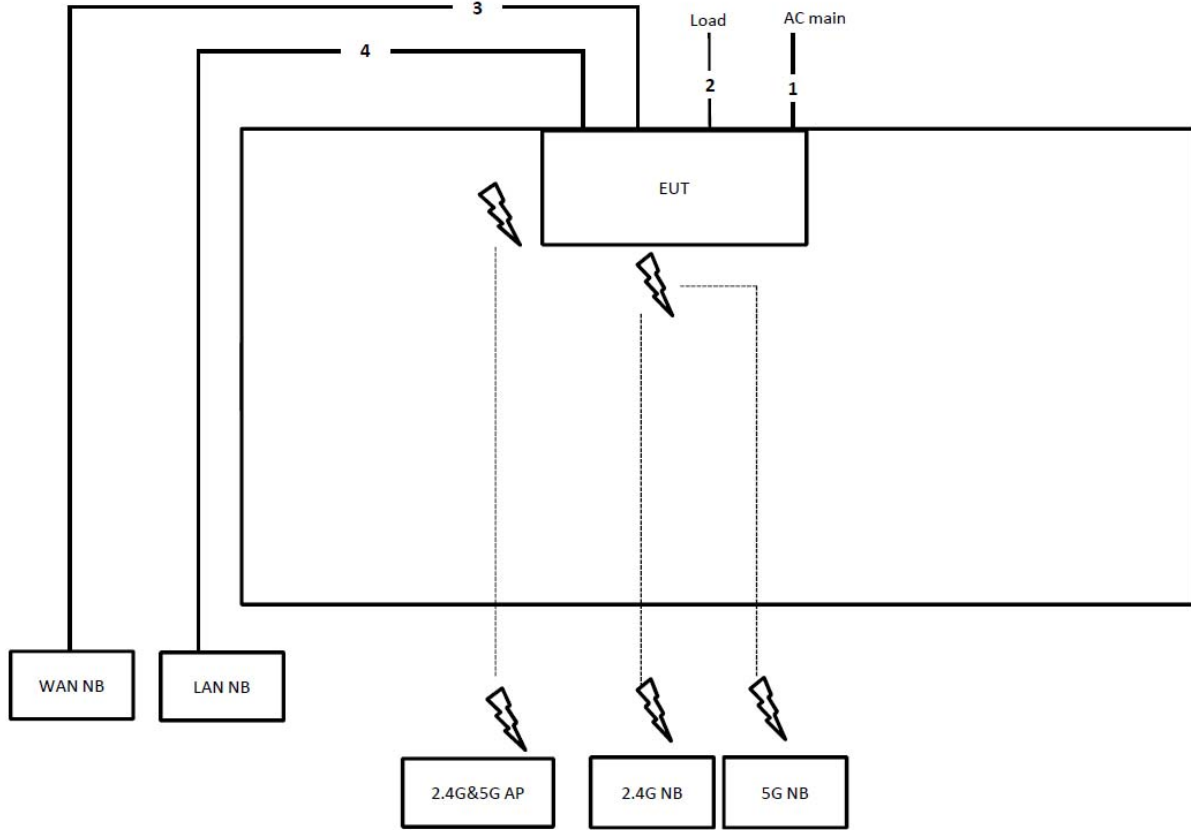 3
Load
AC main
4
2
1
EUT
WAN NB
LAN NB
2.4G&5G AP
2.4G NB
5G NB